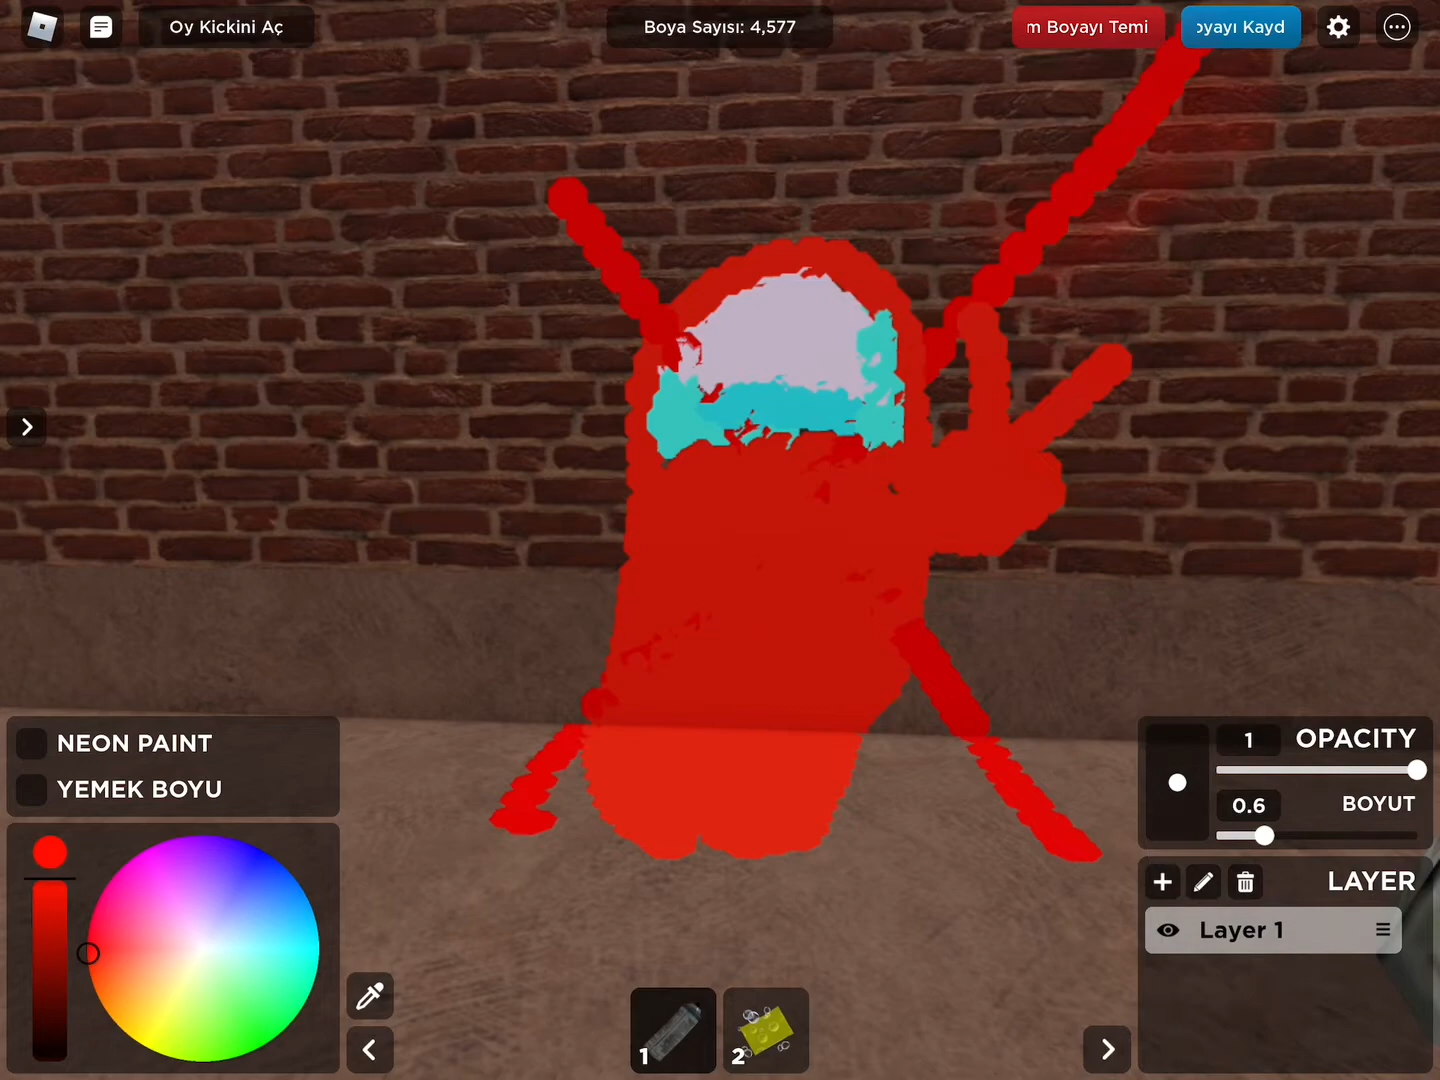 Oy Kickini Aç
Boya Sayısı: 4,577
m Boyayı Temi
oyayı Kayd
NEON PAINT
YEMEK BOYU
1 OPACITY
0.6 BOYUT
LAYER
Layer 1
1
2